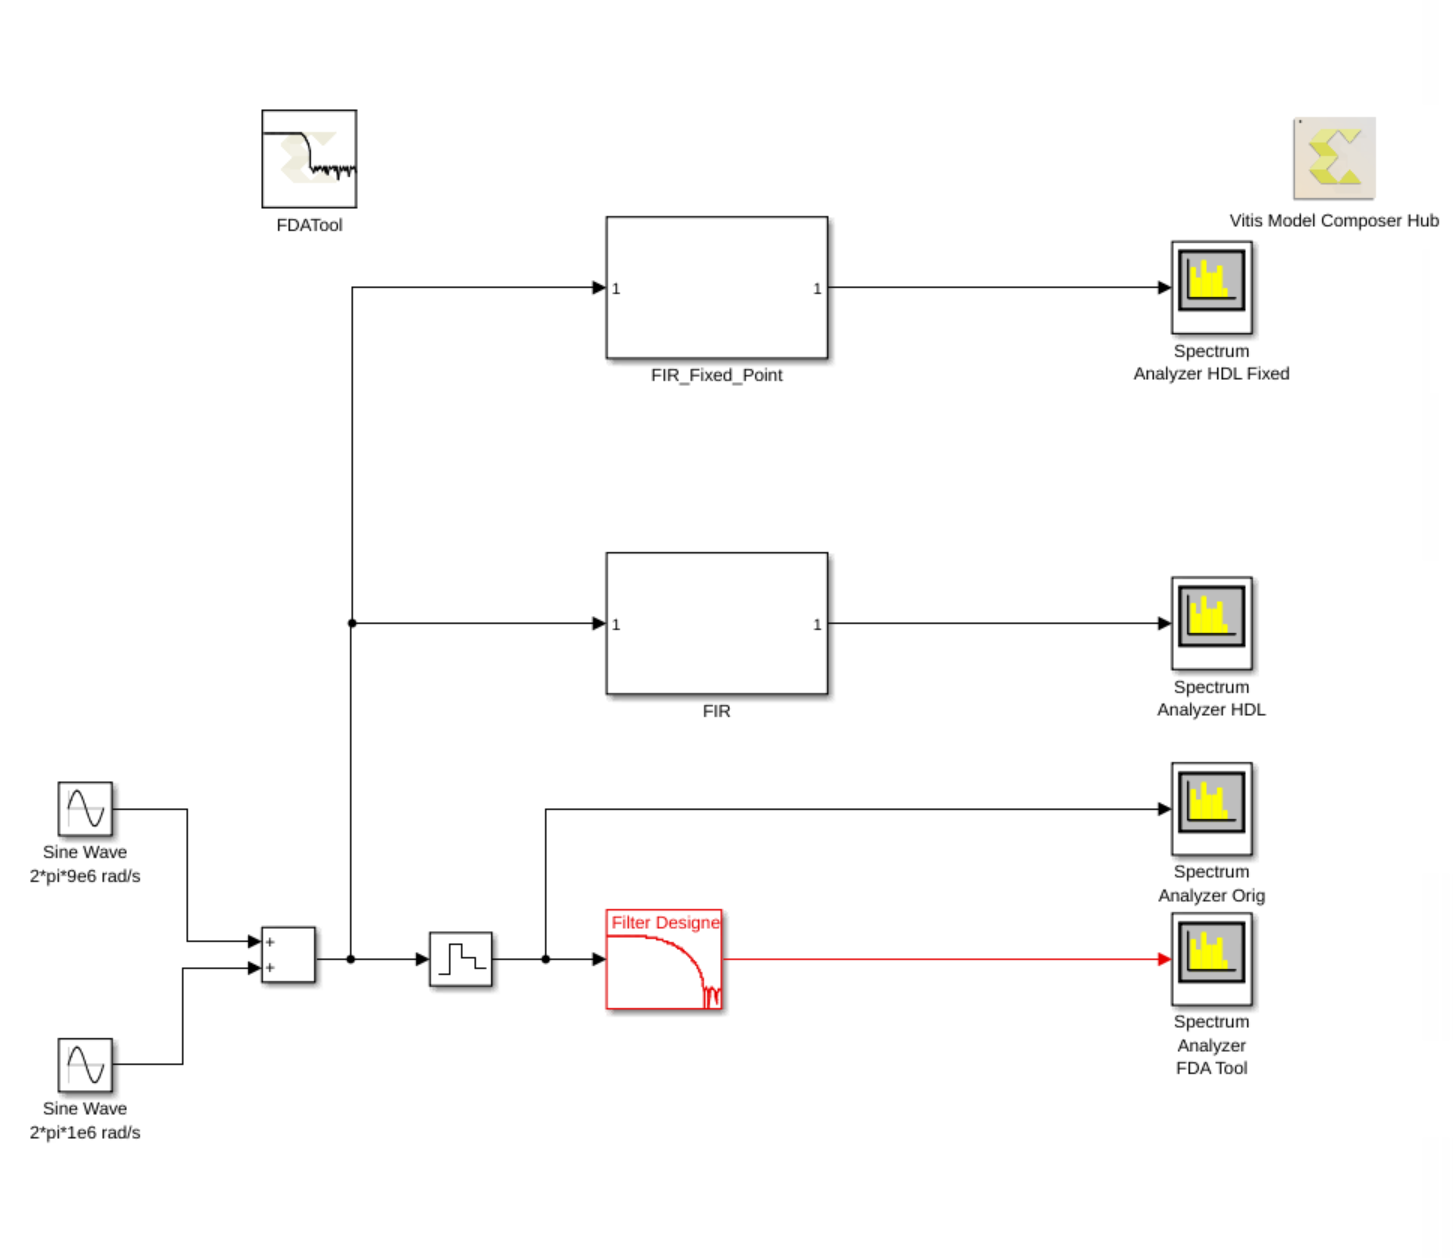 FDATool
Vitis Model Composer Hub
1
1
FIR_Fixed_Point
Spectrum
Analyzer HDL Fixed
1
1
FIR
Spectrum
Analyzer HDL
Sine Wave
2*pi*9e6 rad/s
Spectrum
Analyzer Orig
+
+
Filter Designe
Spectrum
Analyzer
FDA Tool
Sine Wave
2*pi*1e6 rad/s